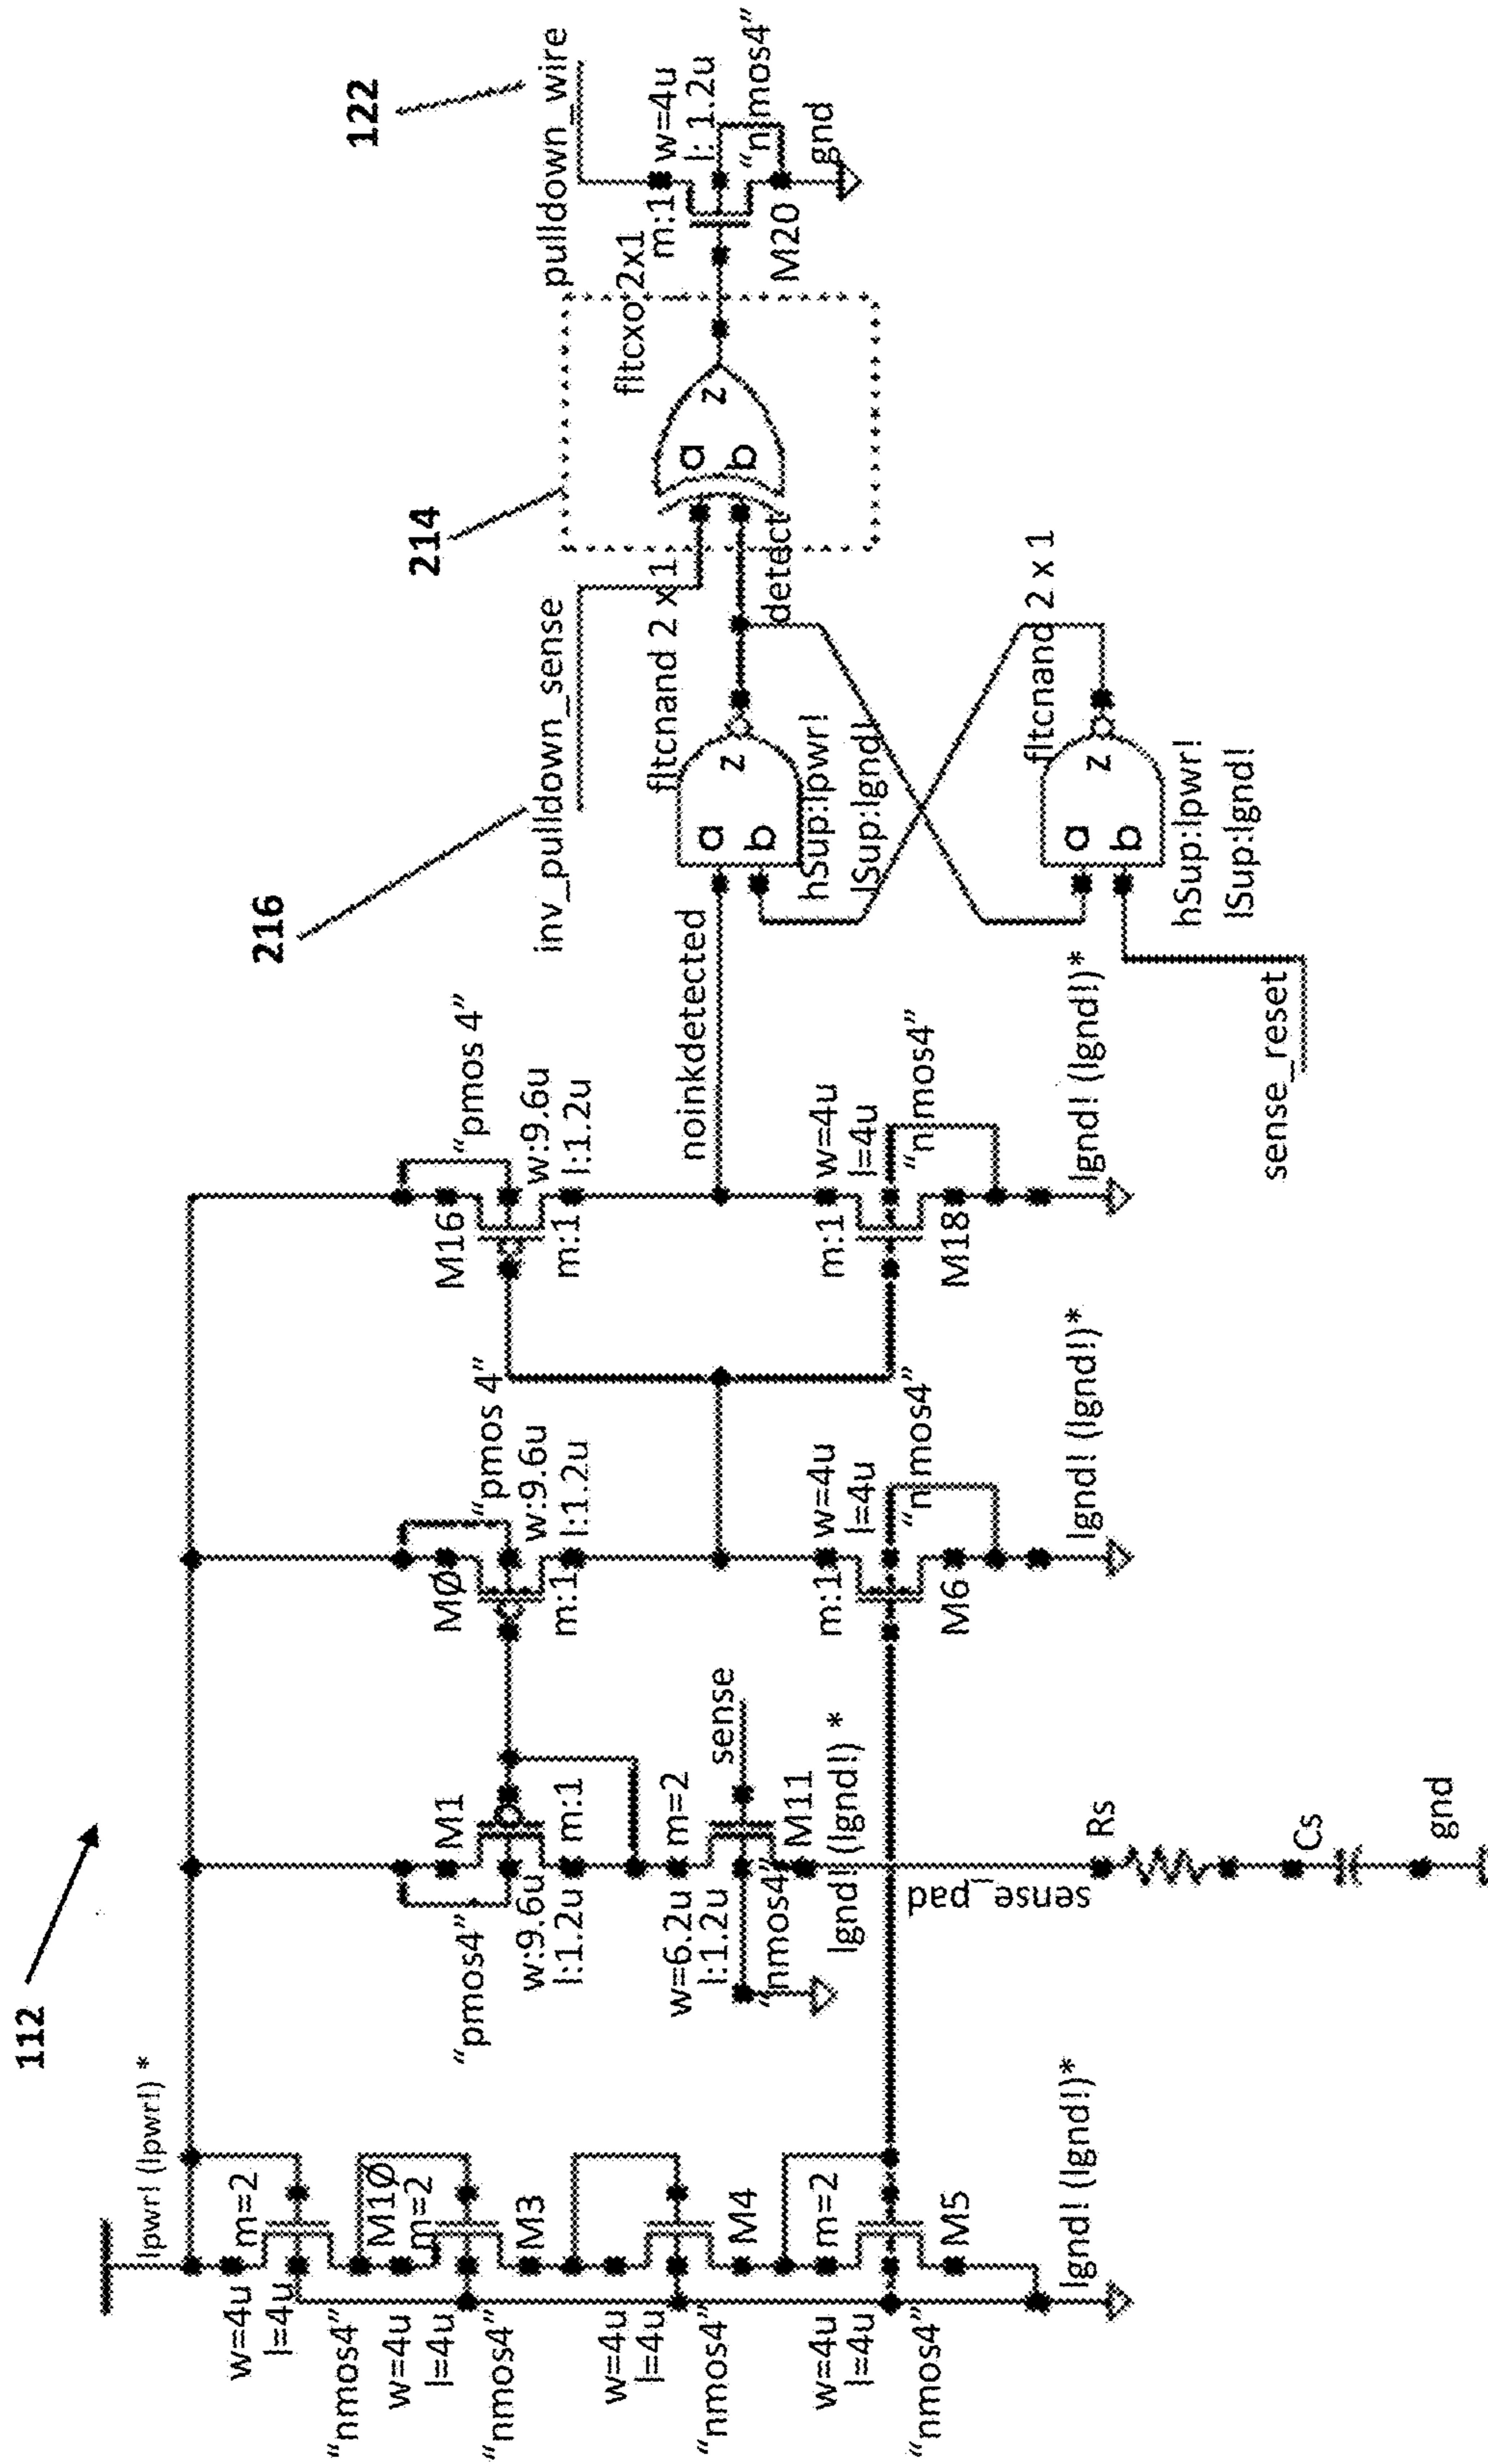 112
lpwr! (lpwr!) *
m=2
w=4u
l=4u
"nmos4"
M1Ø
m=2
w=4u
l=4u
"nmos4"
M3
w=4u
l=4u
"nmos4"
M4
m=2
w=4u
l=4u
"nmos4"
M5
lgnd! (lgnd!)*
"pmos4"
M1
w:9.6u
l:1.2u
m:1
m=2
sense
w=6.2u
l:1.2u
"nmos4"
M11
lgnd! (lgnd!) *
sense_pad
Rs
Cs
gnd
MØ
"pmos 4"
w:9.6u
l:1.2u
m:1
m:1
w=4u
l=4u
"nmos4"
M6
lgnd! (lgnd!)*
M16
"pmos 4"
w:9.6u
l:1.2u
m:1
noinkdetected
m:1
w=4u
l=4u
"nmos4"
M18
lgnd! (lgnd!)*
216
inv_pulldown_sense
fltcnand 2 x 1
a
b
z
hSup:lpwr!
lSup:lgnd!
detect
fltcnand 2 x 1
a
b
z
hSup:lpwr!
lSup:lgnd!
sense_reset
214
fltcxo 2x1
a
b
z
122
pulldown_wire
m:1
w=4u
l: 1.2u
"nmos4"
M20
gnd